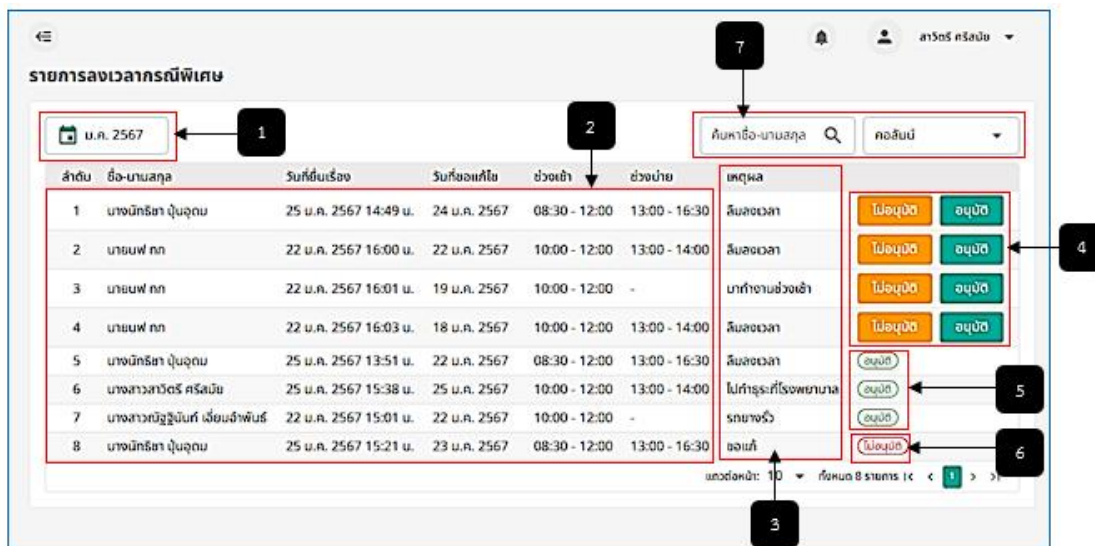 สาวิตรี ศรีสมัย
7
รายการลงเวลากรณีพิเศษ
ม.ค. 2567
1
2
ค้นหาชื่อ-นามสกุล
คอลัมน์
ลำดับ ชื่อ-นามสกุล วันที่ยื่นเรื่อง วันที่ขอแก้ไข ช่วงเช้า ช่วงบ่าย เหตุผล
1 นางนัทธิชา ปุ่นอุดม 25 ม.ค. 2567 14:49 น. 24 ม.ค. 2567 08:30 - 12:00 13:00 - 16:30 ลืมลงเวลา ไม่อนุมัติ อนุมัติ
2 นายนพ กก 22 ม.ค. 2567 16:00 น. 22 ม.ค. 2567 10:00 - 12:00 13:00 - 14:00 ลืมลงเวลา ไม่อนุมัติ อนุมัติ
4
3 นายนพ กก 22 ม.ค. 2567 16:01 น. 19 ม.ค. 2567 10:00 - 12:00 - มาทำงานช่วงเช้า ไม่อนุมัติ อนุมัติ
4 นายนพ กก 22 ม.ค. 2567 16:03 น. 18 ม.ค. 2567 10:00 - 12:00 13:00 - 14:00 ลืมลงเวลา ไม่อนุมัติ อนุมัติ
5 นางนัทธิชา ปุ่นอุดม 25 ม.ค. 2567 13:51 น. 22 ม.ค. 2567 08:30 - 12:00 13:00 - 16:30 ลืมลงเวลา อนุมัติ
6 นางสาวสาวิตรี ศรีสมัย 25 ม.ค. 2567 15:38 น. 25 ม.ค. 2567 10:00 - 12:00 13:00 - 14:00 ไปทำธุระที่โรงพยาบาล อนุมัติ
5
7 นางสาวณัฐฐินันท์ เอี่ยมอำพันธ์ 22 ม.ค. 2567 15:01 น. 22 ม.ค. 2567 10:00 - 12:00 - รถยางรั่ว อนุมัติ
8 นางนัทธิชา ปุ่นอุดม 25 ม.ค. 2567 15:21 น. 23 ม.ค. 2567 08:30 - 12:00 13:00 - 16:30 ขอแก้ ไม่อนุมัติ
6
แถวต่อหน้า: 10 ทั้งหมด 8 รายการ 1
3